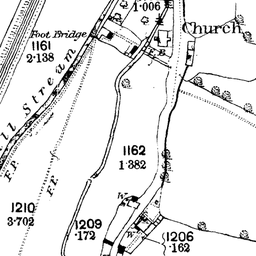 1·006
Church
Foot Bridge
1161
2·138
B
ll Stream
F.P.
F.P.
1162
1·382
W
1210
3·702
1209
·172
W
1206
·162